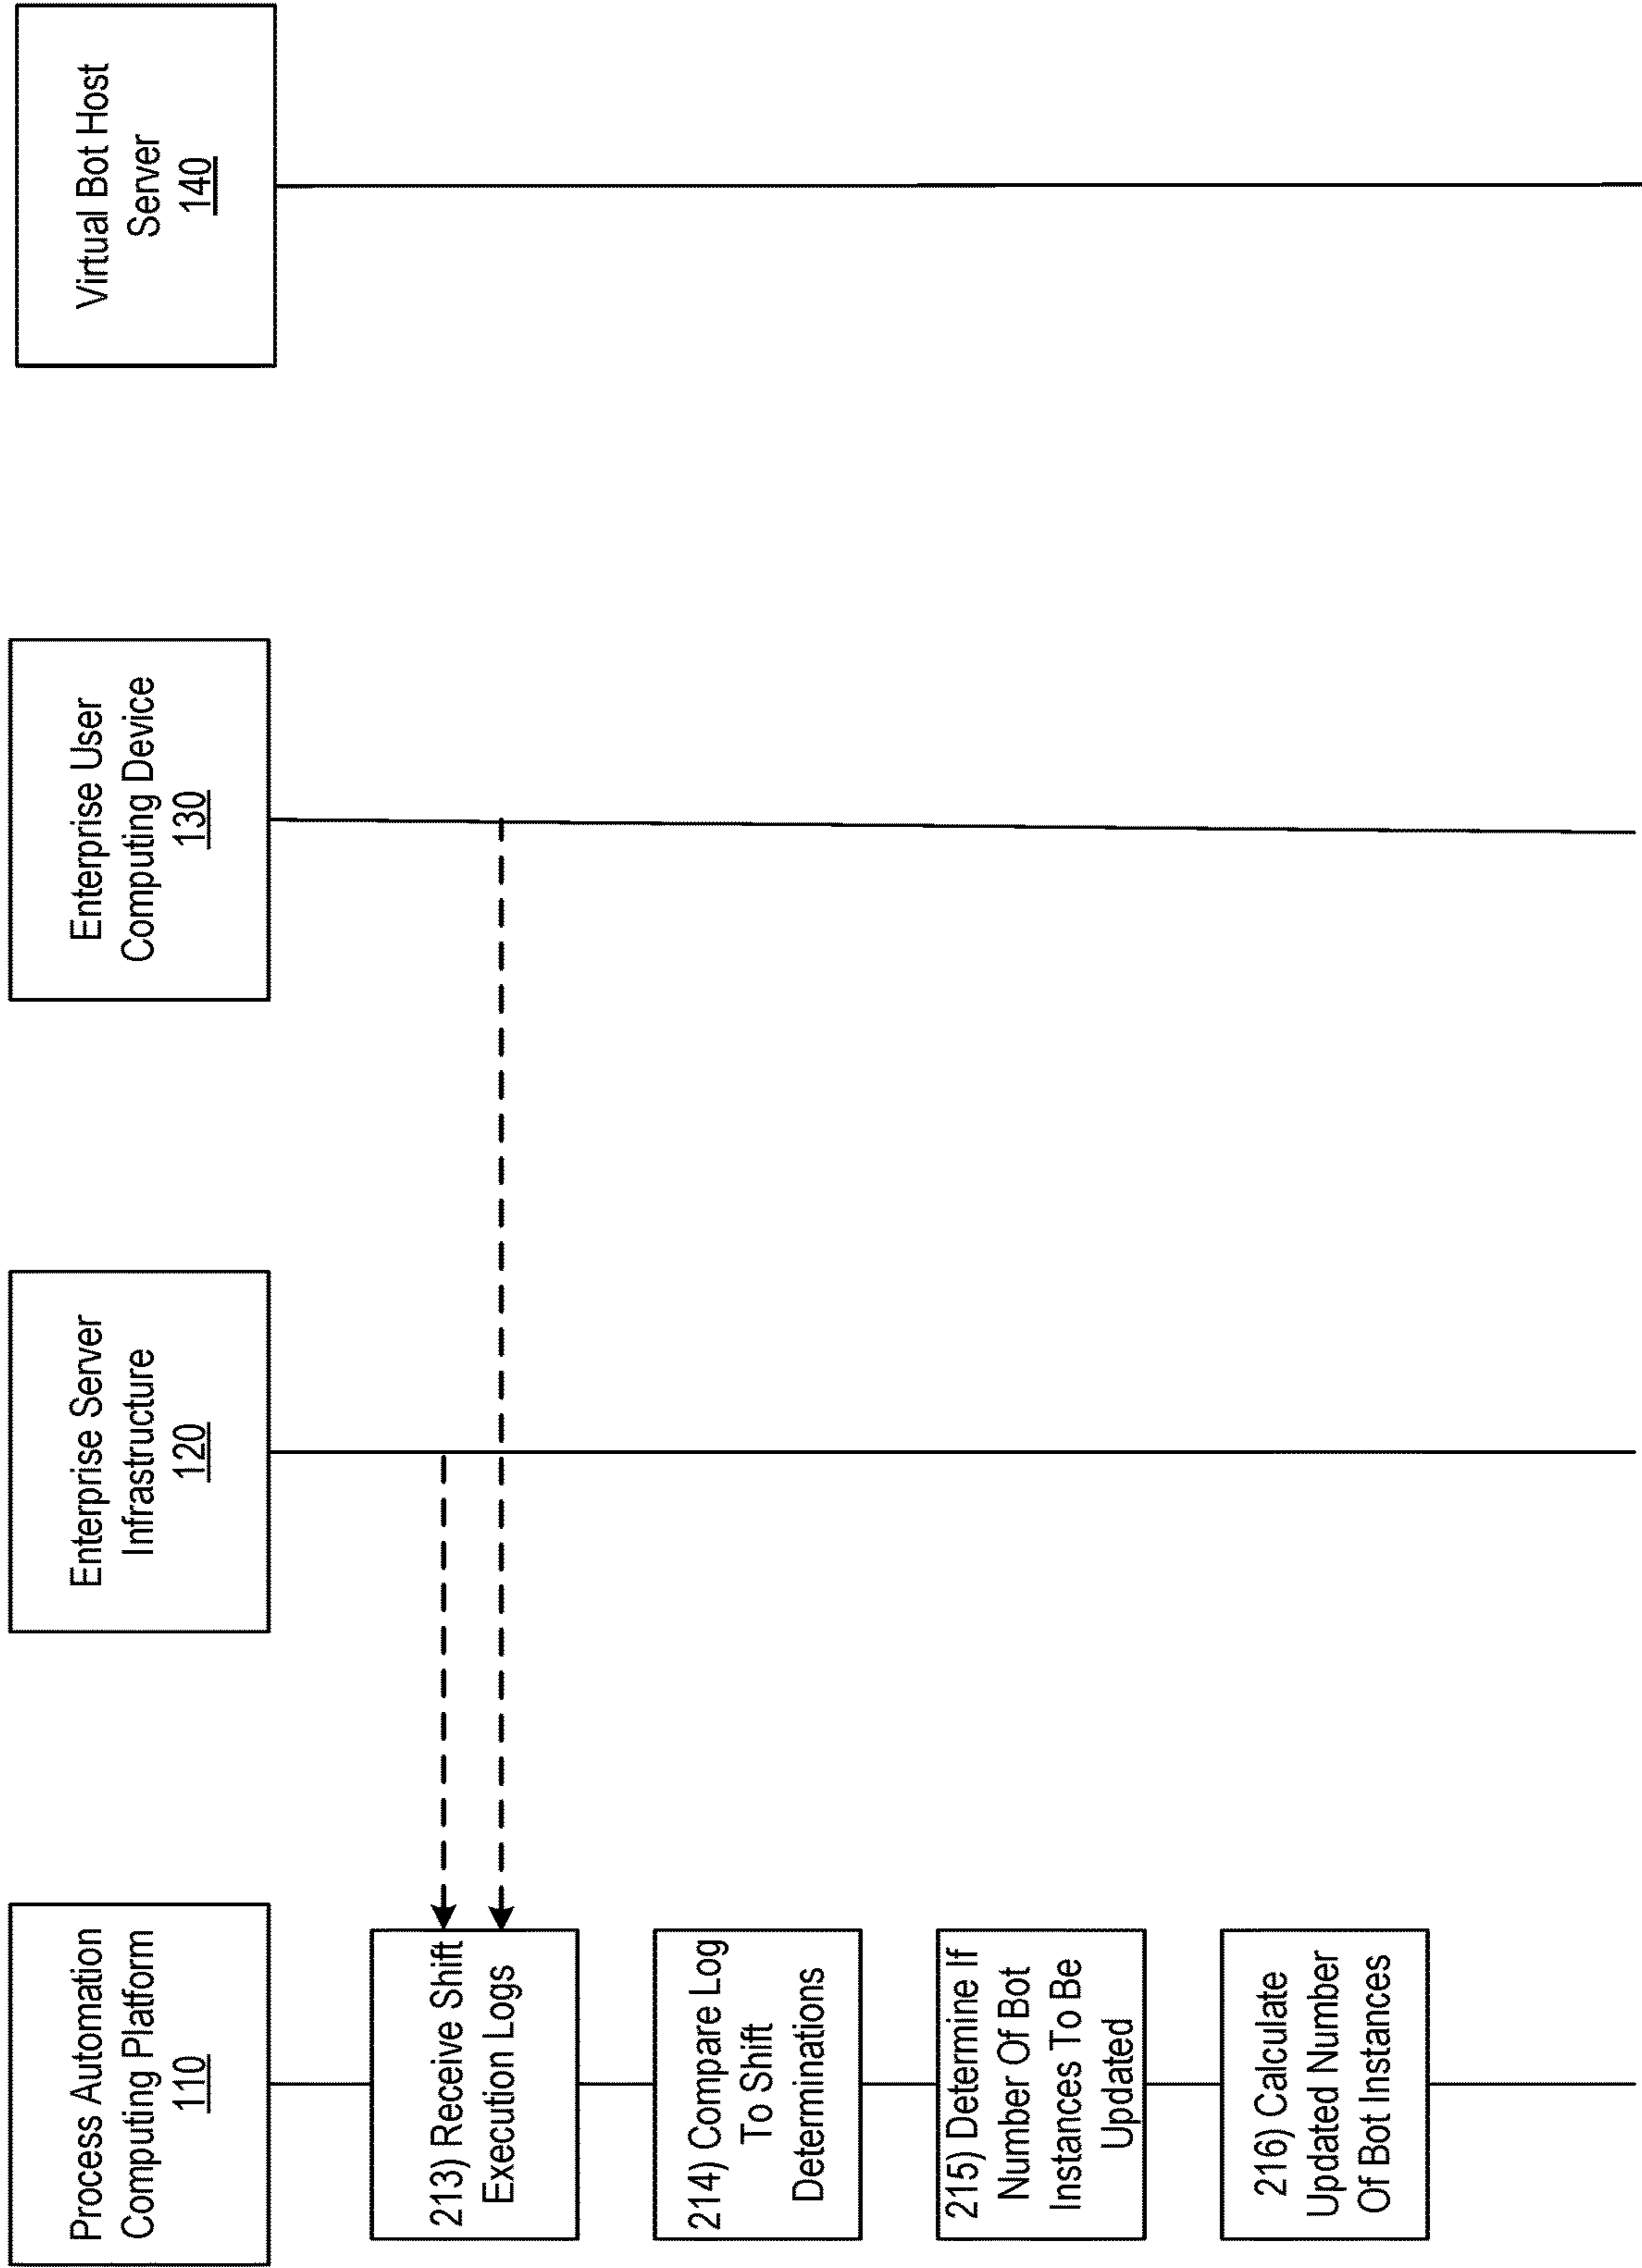 Process Automation
Computing Platform
110
Enterprise Server
Infrastructure
120
Enterprise User
Computing Device
130
Virtual Bot Host
Server
140
213) Receive Shift
Execution Logs
214) Compare Log
To Shift
Determinations
215) Determine If
Number Of Bot
Instances To Be
Updated
216) Calculate
Updated Number
Of Bot Instances